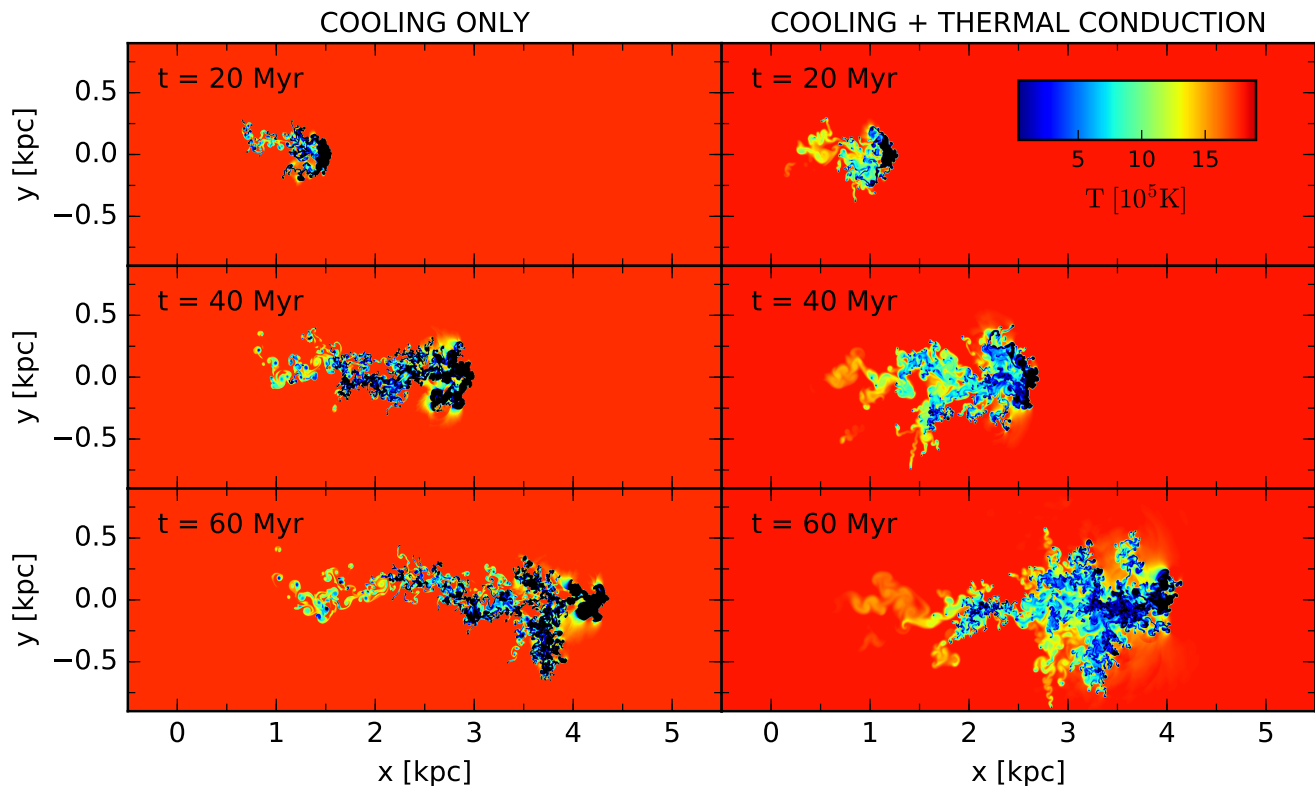 COOLING ONLY
COOLING + THERMAL CONDUCTION
t = 20 Myr
t = 20 Myr
5 10 15
T [10⁵K]
0.5
0.0
−0.5
y [kpc]
t = 40 Myr
t = 40 Myr
0.5
0.0
−0.5
y [kpc]
t = 60 Myr
t = 60 Myr
0.5
0.0
−0.5
y [kpc]
0 1 2 3 4 5
0 1 2 3 4 5
x [kpc]
x [kpc]